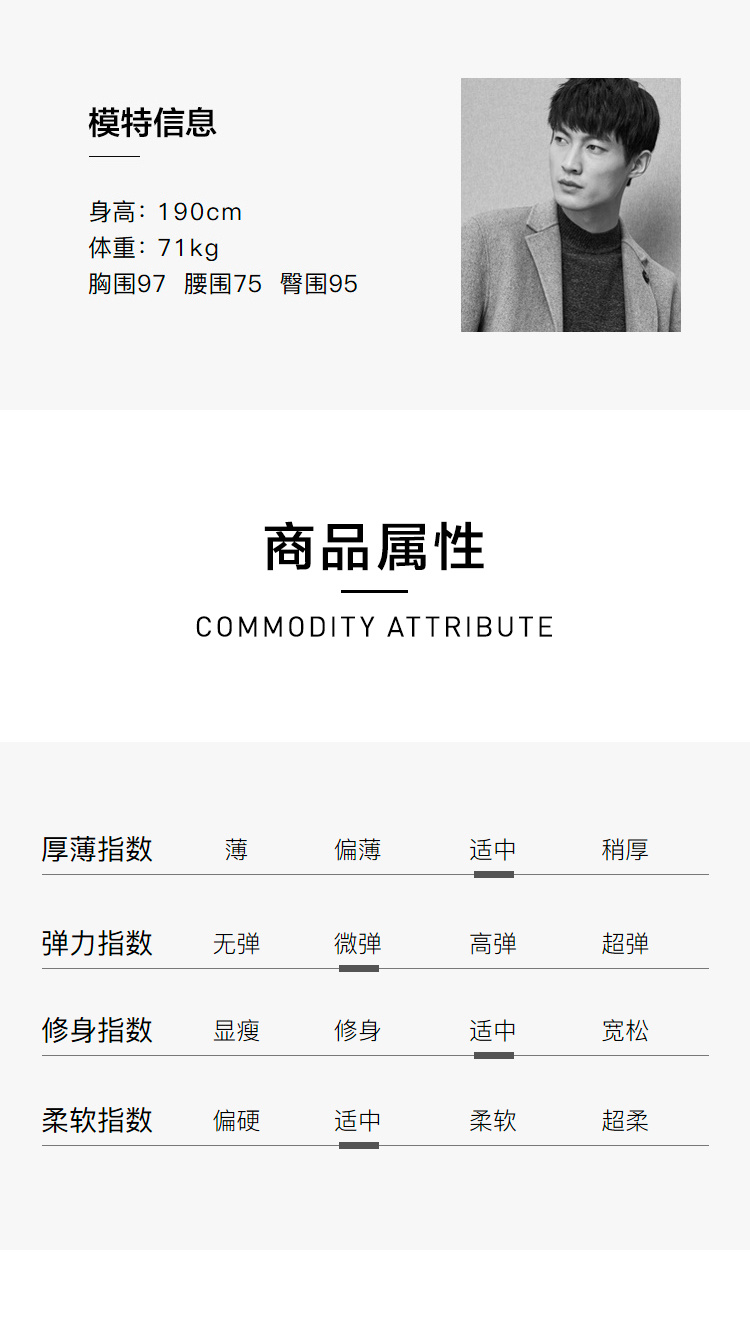 模特信息
身高：190cm
体重：71kg
胸围97 腰围75 臀围95
商品属性
COMMODITY ATTRIBUTE
厚薄指数 薄 偏薄 适中 稍厚
弹力指数 无弹 微弹 高弹 超弹
修身指数 显瘦 修身 适中 宽松
柔软指数 偏硬 适中 柔软 超柔